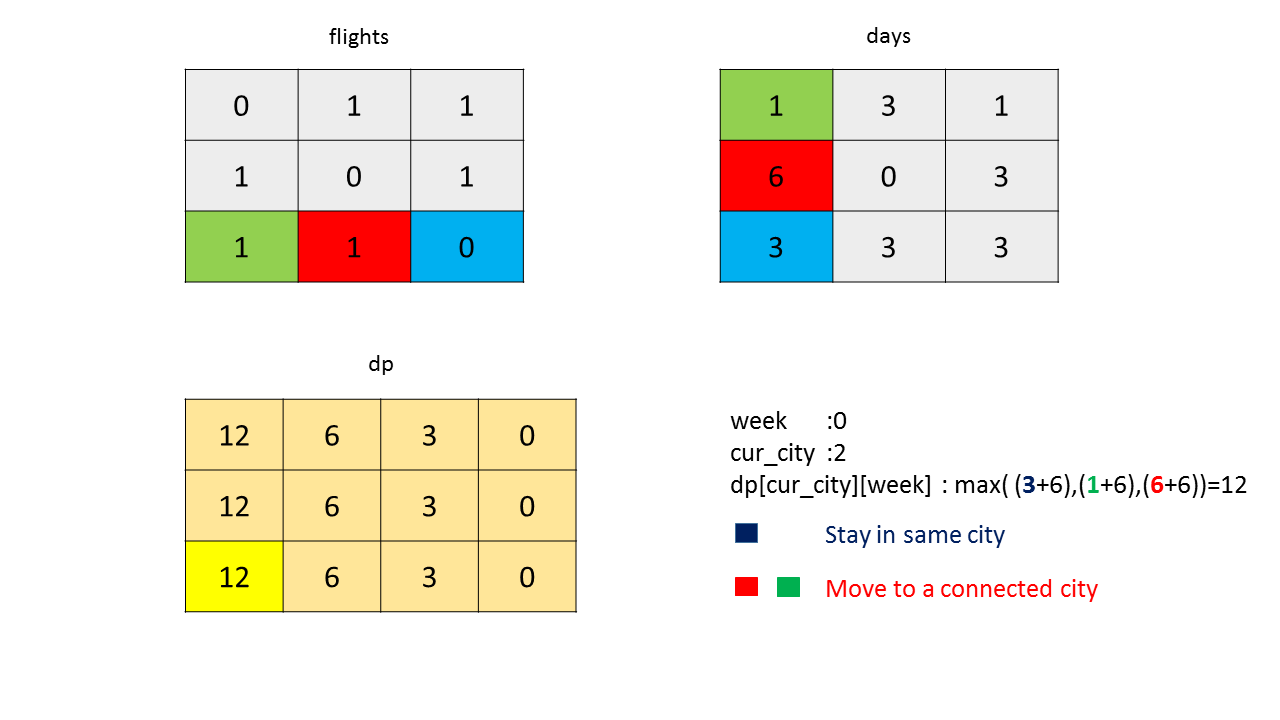 flights
days
0 1 1
1 0 1
1 1 0
1 3 1
6 0 3
3 3 3
dp
12 6 3 0
12 6 3 0
12 6 3 0
week :0
cur_city :2
dp[cur_city][week] : max( (3+6),(1+6),(6+6))=12
Stay in same city
Move to a connected city